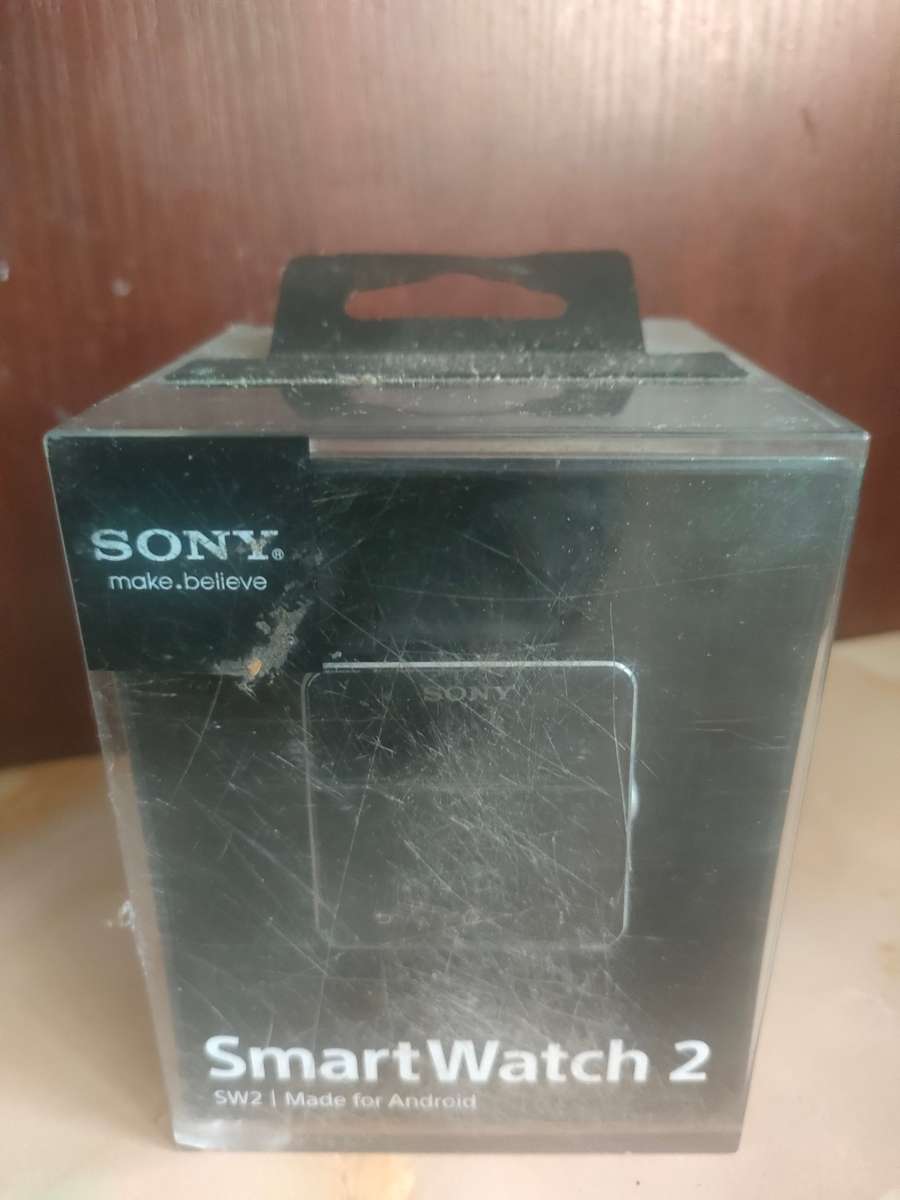 SONY®
make.believe
SONY
SmartWatch 2
SW2 | Made for Android